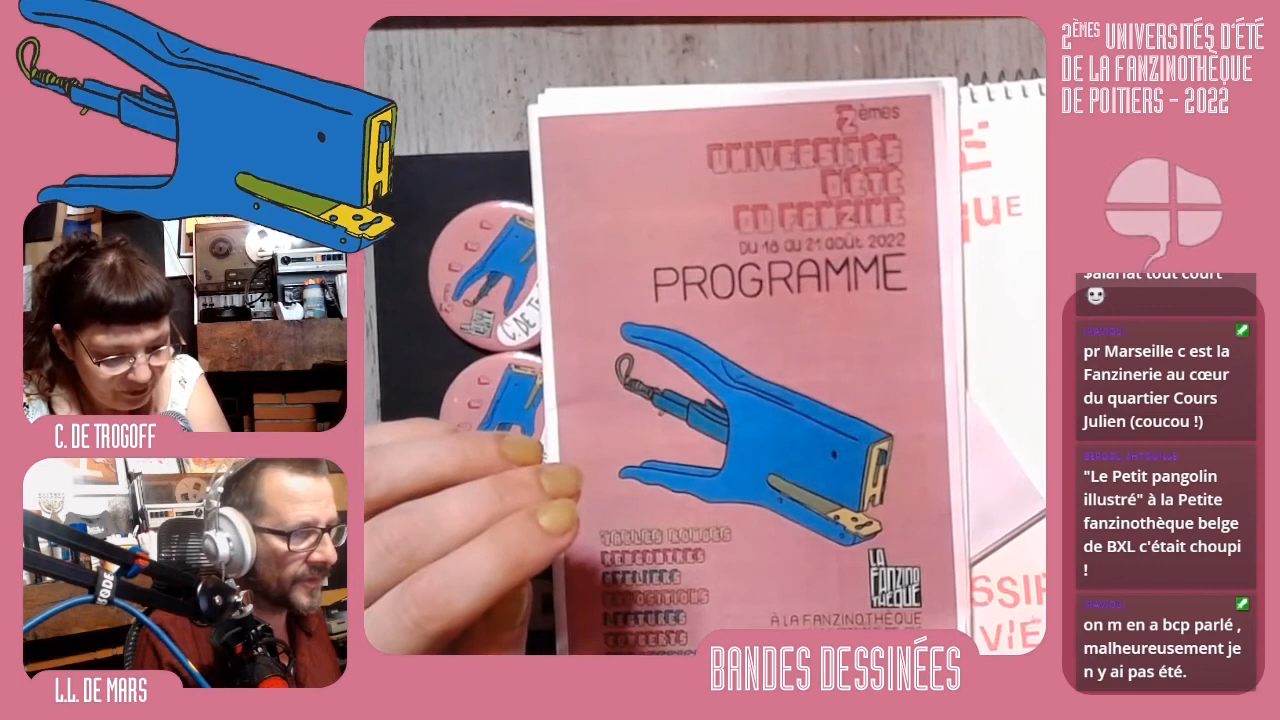 2ÈMES UNIVERSITÉS D'ÉTÉ
DE LA FANZINOTHÈQUE
DE POITIERS - 2022
2èmes
UNIVERSITÉS
D'ÉTÉ
DU FANZINE
DU 18 AU 21 AOÛT 2022
PROGRAMME
TABLES RONDES
RENCONTRES
ATELIERS
EXPOSITIONS
LECTURES
CONCERTS
LA
FANZINO
THÈQUE
À LA FANZINOTHÈQUE
C. DE TROGOFF
L.L. DE MARS
BANDES DESSINÉES
salariat tout court
pr Marseille c est la
Fanzinerie au cœur
du quartier Cours
Julien (coucou !)
"Le Petit pangolin
illustré" à la Petite
fanzinothèque belge
de BXL c'était choupi
!
on m en a bcp parlé ,
malheureusement je
n y ai pas été.